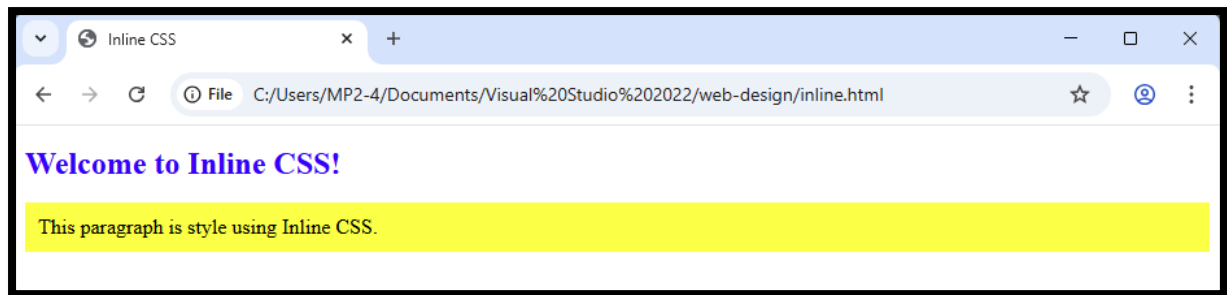 Inline CSS
File C:/Users/MP2-4/Documents/Visual%20Studio%202022/web-design/inline.html
Welcome to Inline CSS!
This paragraph is style using Inline CSS.